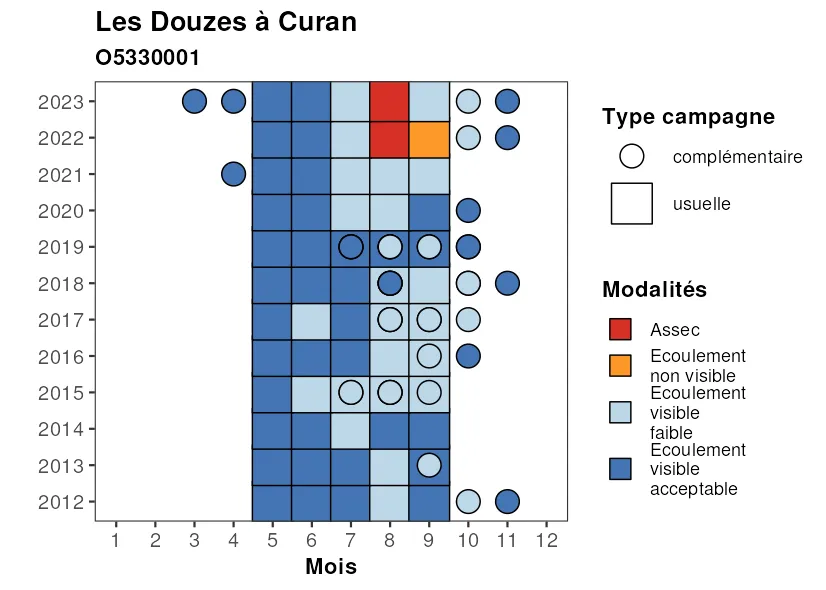 Les Douzes à Curan
O5330001
2023
2022
2021
2020
2019
2018
2017
2016
2015
2014
2013
2012
1 2 3 4 5 6 7 8 9 10 11 12
Mois
Type campagne
complémentaire
usuelle
Modalités
Assec
Ecoulement
non visible
Ecoulement
visible
faible
Ecoulement
visible
acceptable